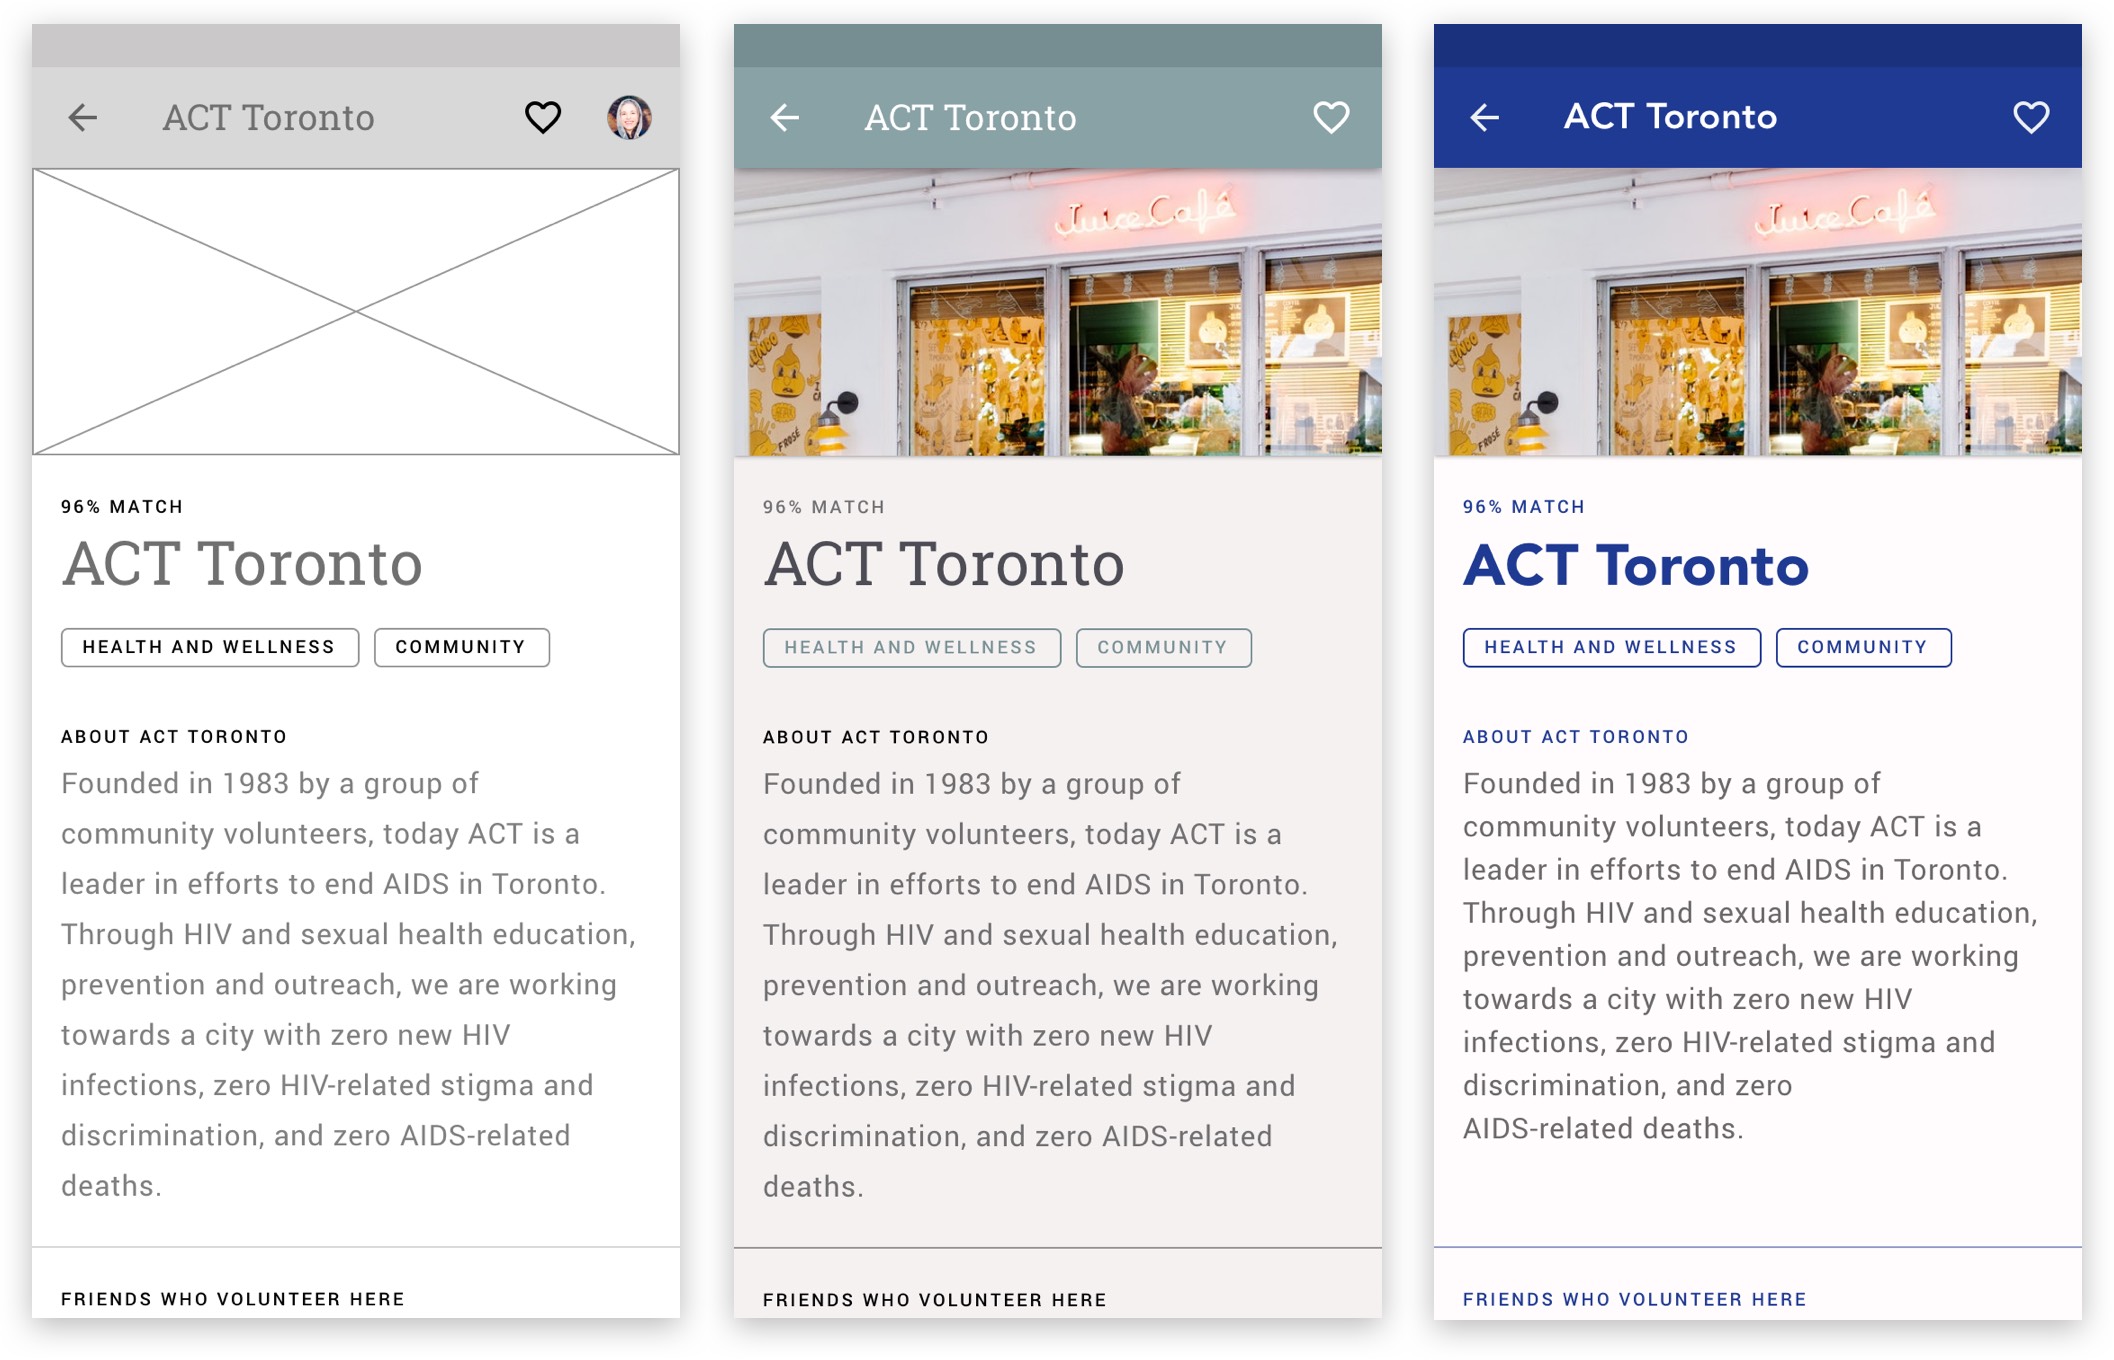 ACT Toronto
96% MATCH
ACT Toronto
HEALTH AND WELLNESS
COMMUNITY
ABOUT ACT TORONTO
Founded in 1983 by a group of
community volunteers, today ACT is a
leader in efforts to end AIDS in Toronto.
Through HIV and sexual health education,
prevention and outreach, we are working
towards a city with zero new HIV
infections, zero HIV-related stigma and
discrimination, and zero AIDS-related
deaths.
FRIENDS WHO VOLUNTEER HERE
ACT Toronto
Juice Café
FROSÉ
96% MATCH
ACT Toronto
HEALTH AND WELLNESS
COMMUNITY
ABOUT ACT TORONTO
Founded in 1983 by a group of
community volunteers, today ACT is a
leader in efforts to end AIDS in Toronto.
Through HIV and sexual health education,
prevention and outreach, we are working
towards a city with zero new HIV
infections, zero HIV-related stigma and
discrimination, and zero AIDS-related
deaths.
FRIENDS WHO VOLUNTEER HERE
ACT Toronto
Juice Café
FROSÉ
96% MATCH
ACT Toronto
HEALTH AND WELLNESS
COMMUNITY
ABOUT ACT TORONTO
Founded in 1983 by a group of
community volunteers, today ACT is a
leader in efforts to end AIDS in Toronto.
Through HIV and sexual health education,
prevention and outreach, we are working
towards a city with zero new HIV
infections, zero HIV-related stigma and
discrimination, and zero
AIDS-related deaths.
FRIENDS WHO VOLUNTEER HERE